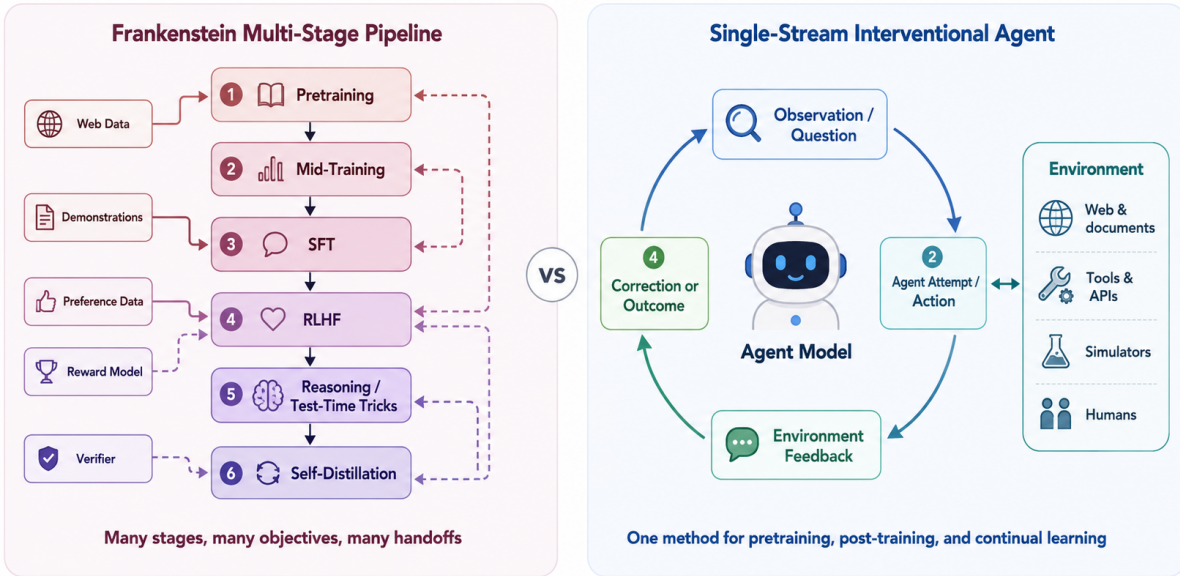 Frankenstein Multi-Stage Pipeline
Web Data
Demonstrations
Preference Data
Reward Model
Verifier
1 Pretraining
2 Mid-Training
3 SFT
4 RLHF
5 Reasoning /
Test-Time Tricks
6 Self-Distillation
Many stages, many objectives, many handoffs
VS
Single-Stream Interventional Agent
Observation /
Question
2
Agent Attempt /
Action
Environment
Feedback
4
Correction or
Outcome
Agent Model
Environment
Web &
documents
Tools &
APIs
Simulators
Humans
One method for pretraining, post-training, and continual learning